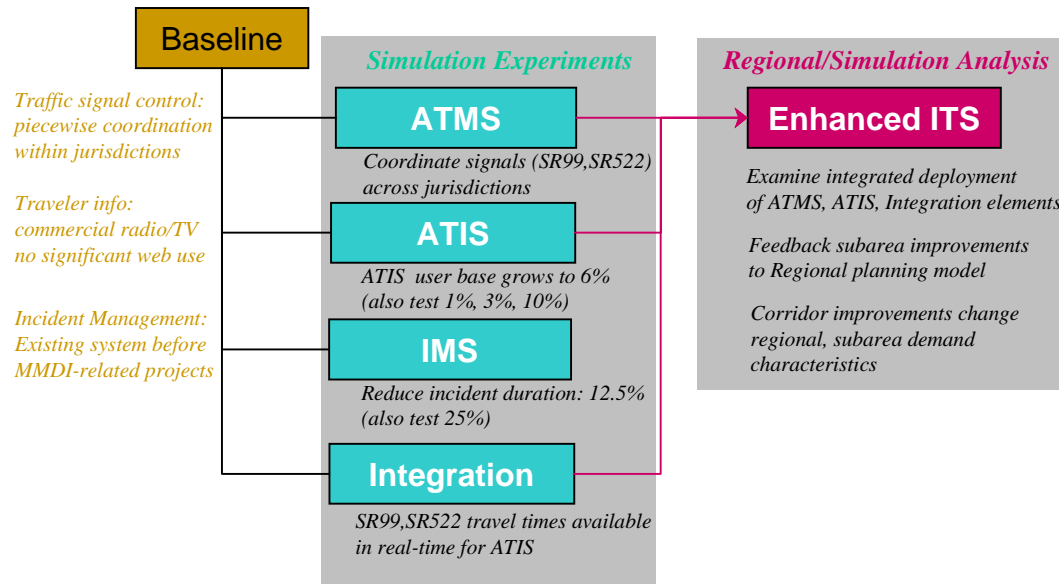 Baseline
Traffic signal control:
piecewise coordination
within jurisdictions
Traveler info:
commercial radio/TV
no significant web use
Incident Management:
Existing system before
MMDI-related projects
Simulation Experiments
ATMS
Coordinate signals (SR99,SR522)
across jurisdictions
ATIS
ATIS user base grows to 6%
(also test 1%, 3%, 10%)
IMS
Reduce incident duration: 12.5%
(also test 25%)
Integration
SR99,SR522 travel times available
in real-time for ATIS
Regional/Simulation Analysis
Enhanced ITS
Examine integrated deployment
of ATMS, ATIS, Integration elements
Feedback subarea improvements
to Regional planning model
Corridor improvements change
regional, subarea demand
characteristics